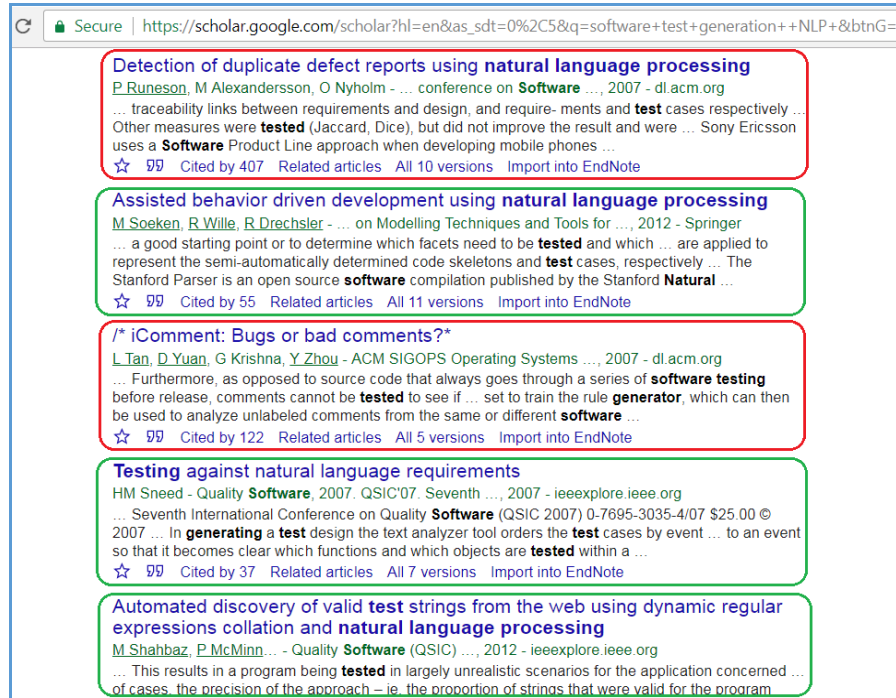 Secure | https://scholar.google.com/scholar?hl=en&as_sdt=0%2C5&q=software+test+generation++NLP+&btnG=
Detection of duplicate defect reports using natural language processing
P Runeson, M Alexandersson, O Nyholm - … conference on Software …, 2007 - dl.acm.org
… traceability links between requirements and design, and require- ments and test cases respectively …
Other measures were tested (Jaccard, Dice), but did not improve the result and were … Sony Ericsson
uses a Software Product Line approach when developing mobile phones …
Cited by 407 Related articles All 10 versions Import into EndNote
Assisted behavior driven development using natural language processing
M Soeken, R Wille, R Drechsler - … on Modelling Techniques and Tools for …, 2012 - Springer
… a good starting point or to determine which facets need to be tested and which … are applied to
represent the semi-automatically determined code skeletons and test cases, respectively … The
Stanford Parser is an open source software compilation published by the Stanford Natural …
Cited by 55 Related articles All 11 versions Import into EndNote
/* iComment: Bugs or bad comments?*
L Tan, D Yuan, G Krishna, Y Zhou - ACM SIGOPS Operating Systems …, 2007 - dl.acm.org
… Furthermore, as opposed to source code that always goes through a series of software testing
before release, comments cannot be tested to see if … set to train the rule generator, which can then
be used to analyze unlabeled comments from the same or different software …
Cited by 122 Related articles All 5 versions Import into EndNote
Testing against natural language requirements
HM Sneed - Quality Software, 2007. QSIC'07. Seventh …, 2007 - ieeexplore.ieee.org
… Seventh International Conference on Quality Software (QSIC 2007) 0-7695-3035-4/07 $25.00 ©
2007 … In generating a test design the text analyzer tool orders the test cases by event … to an event
so that it becomes clear which functions and which objects are tested within a …
Cited by 37 Related articles All 7 versions Import into EndNote
Automated discovery of valid test strings from the web using dynamic regular
expressions collation and natural language processing
M Shahbaz, P McMinn… - Quality Software (QSIC) …, 2012 - ieeexplore.ieee.org
… This results in a program being tested in largely unrealistic scenarios for the application concerned …
of cases, the precision of the approach – ie, the proportion of strings that were valid for the program